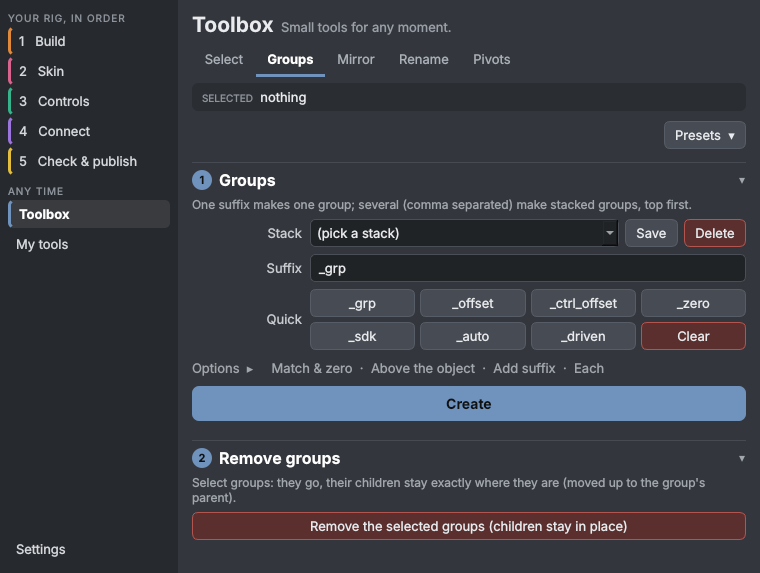 YOUR RIG, IN ORDER
1 Build
2 Skin
3 Controls
4 Connect
5 Check & publish
ANY TIME
Toolbox
My tools
Settings
Toolbox Small tools for any moment.
Select Groups Mirror Rename Pivots
SELECTED nothing
Presets ▾
1 Groups ▾
One suffix makes one group; several (comma separated) make stacked groups, top first.
Stack (pick a stack) Save Delete
Suffix _grp
Quick _grp _offset _ctrl_offset _zero
_sdk _auto _driven Clear
Options ▸ Match & zero · Above the object · Add suffix · Each
Create
2 Remove groups ▾
Select groups: they go, their children stay exactly where they are (moved up to the group's
parent).
Remove the selected groups (children stay in place)